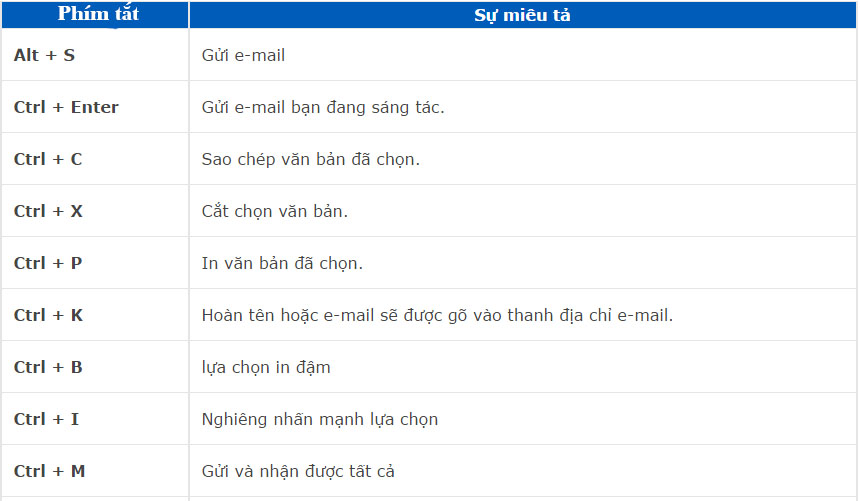 Phím tắt Sự miêu tả
Alt + S Gửi e-mail
Ctrl + Enter Gửi e-mail bạn đang sáng tác.
Ctrl + C Sao chép văn bản đã chọn.
Ctrl + X Cắt chọn văn bản.
Ctrl + P In văn bản đã chọn.
Ctrl + K Hoàn tên hoặc e-mail sẽ được gõ vào thanh địa chỉ e-mail.
Ctrl + B lựa chọn in đậm
Ctrl + I Nghiêng nhấn mạnh lựa chọn
Ctrl + M Gửi và nhận được tất cả